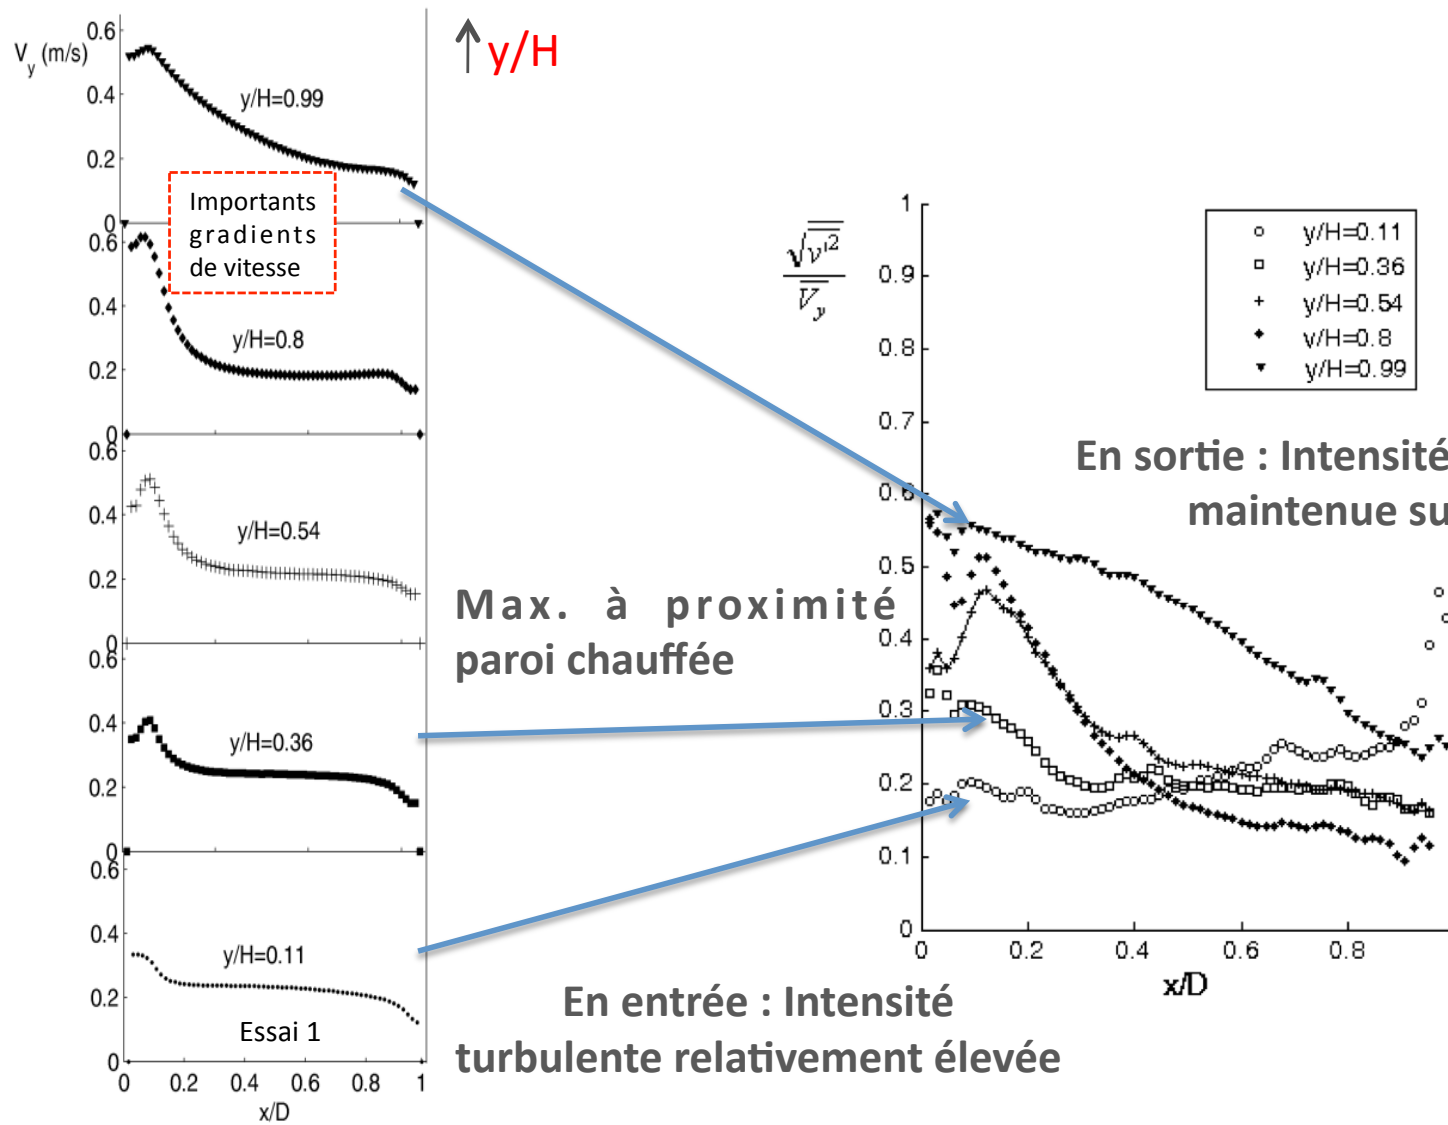 0.6
V_y (m/s)
0.4
y/H=0.99
0.2
0
Importants
gradients
de vitesse
0.6
0.4
y/H=0.8
0.2
0
0.6
0.4
y/H=0.54
0.2
0
0.6
0.4
y/H=0.36
0.2
0
0.6
0.4
y/H=0.11
0.2
Essai 1
0
0 0.2 0.4 0.6 0.8 1
x/D
↑ y/H
Max. à proximité
paroi chauffée
En entrée : Intensité
turbulente relativement élevée
√v'² / V_y
1
0.9
0.8
0.7
0.6
0.5
0.4
0.3
0.2
0.1
0
0 0.2 0.4 0.6 0.8
x/D
y/H=0.11
y/H=0.36
y/H=0.54
y/H=0.8
y/H=0.99
En sortie : Intensité
maintenue su